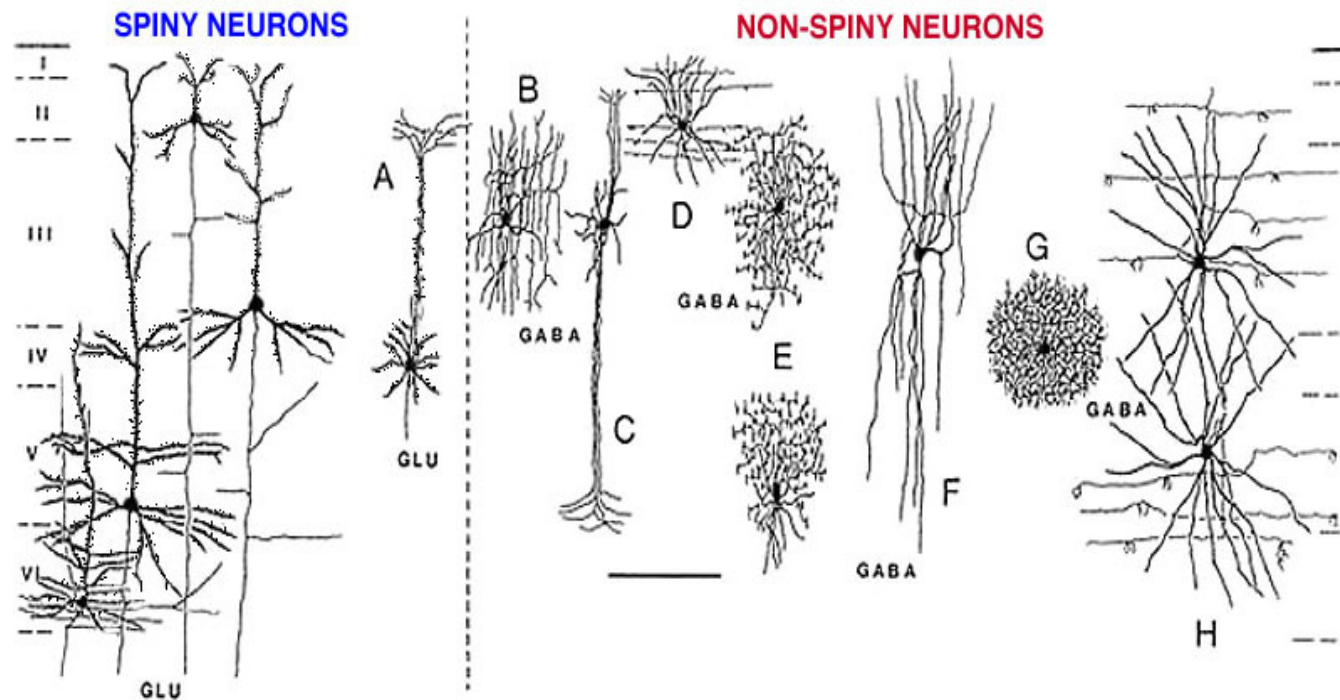 SPINY NEURONS
NON-SPINY NEURONS
I
II
III
IV
V
VI
A
GLU
GLU
B
GABA
C
D
GABA
E
F
GABA
G
GABA
H